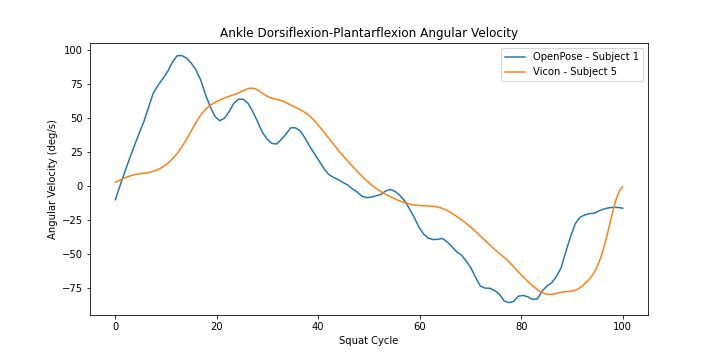 Ankle Dorsiflexion-Plantarflexion Angular Velocity
OpenPose - Subject 1
Vicon - Subject 5
Angular Velocity (deg/s)
100
75
50
25
0
−25
−50
−75
0 20 40 60 80 100
Squat Cycle